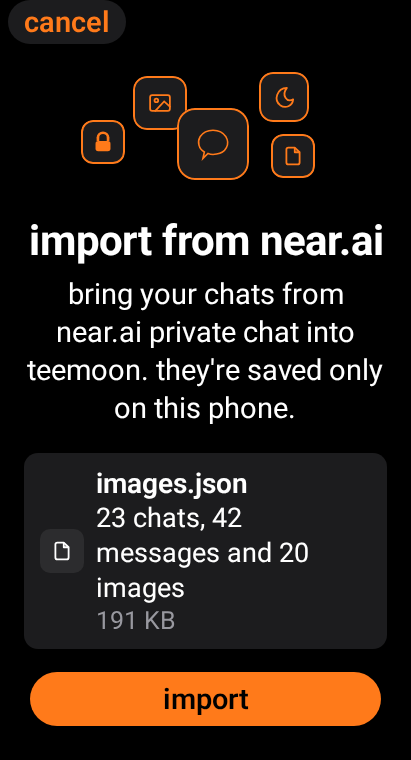 cancel
import from near.ai
bring your chats from
near.ai private chat into
teemoon. they're saved only
on this phone.
images.json
23 chats, 42
messages and 20
images
191 KB
import